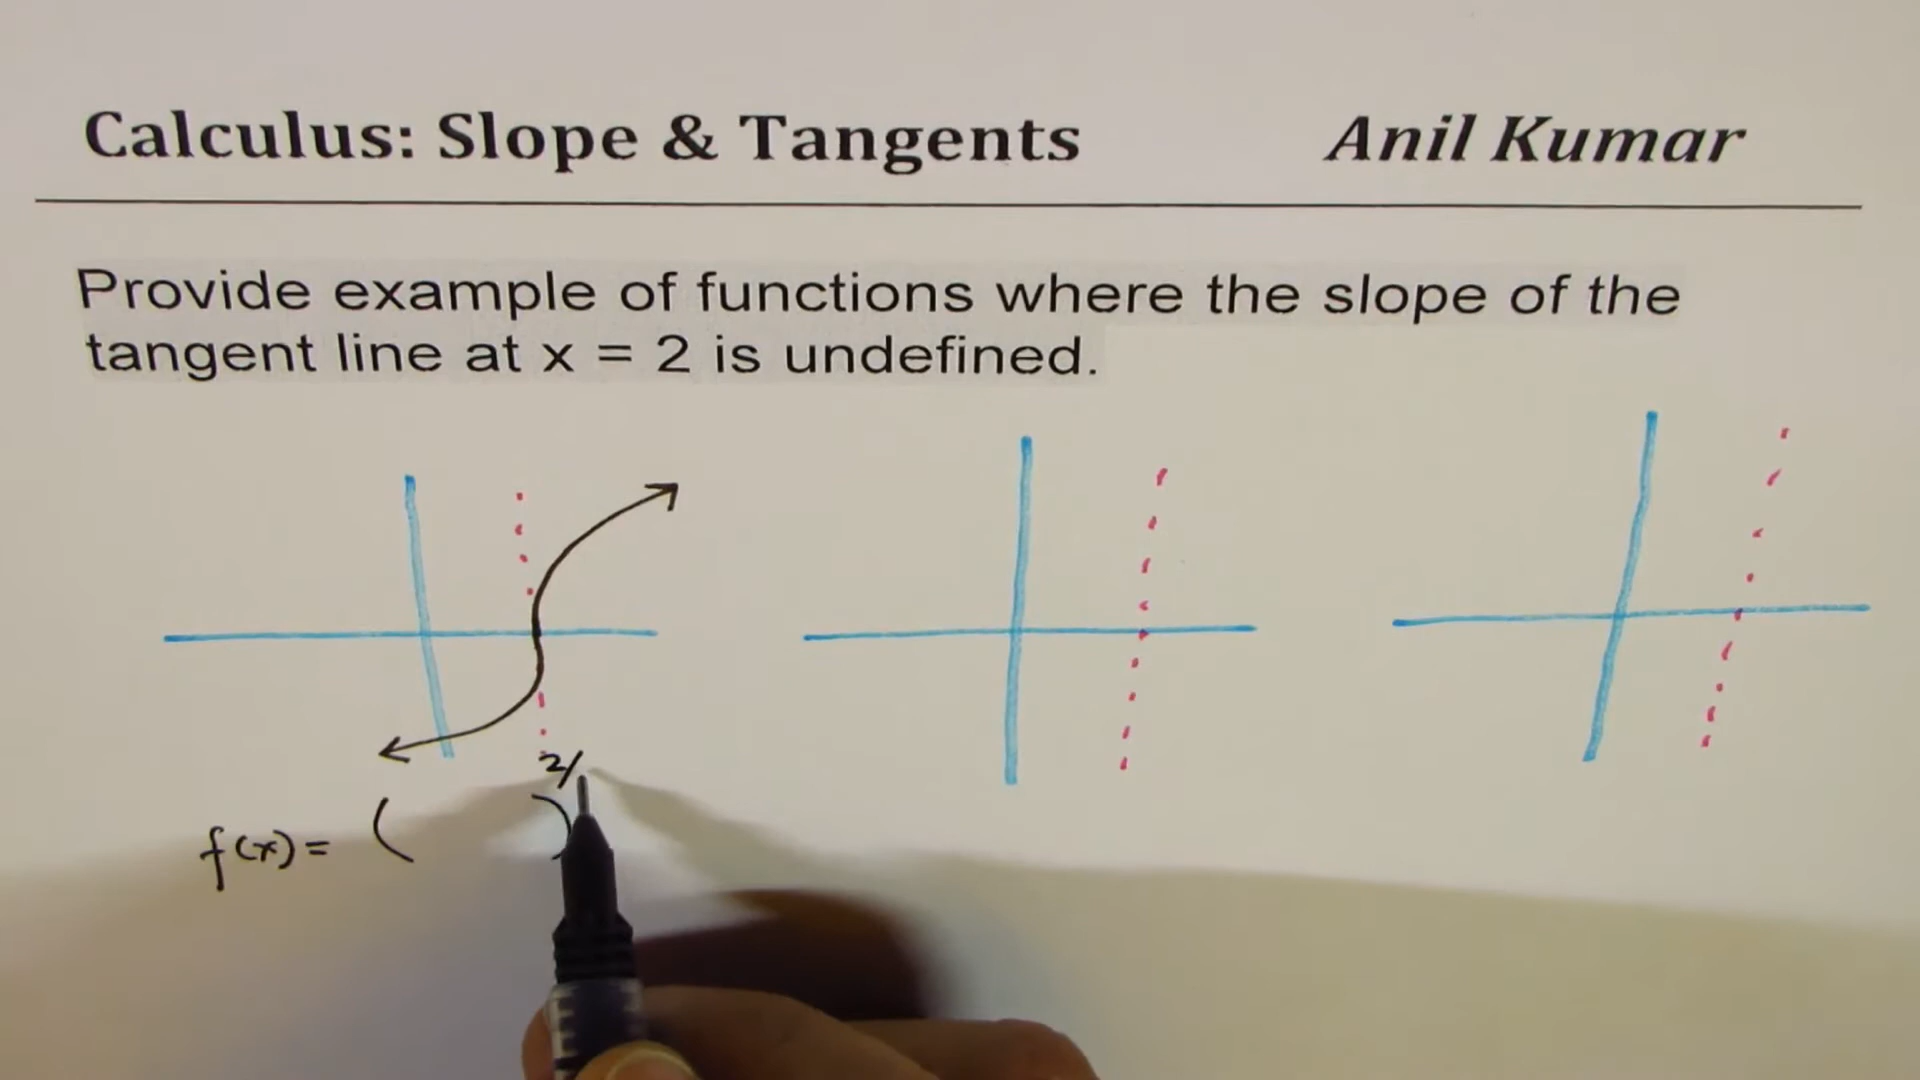 Calculus: Slope & Tangents Anil Kumar
Provide example of functions where the slope of the
tangent line at x = 2 is undefined.
2/
f(x) = ( )